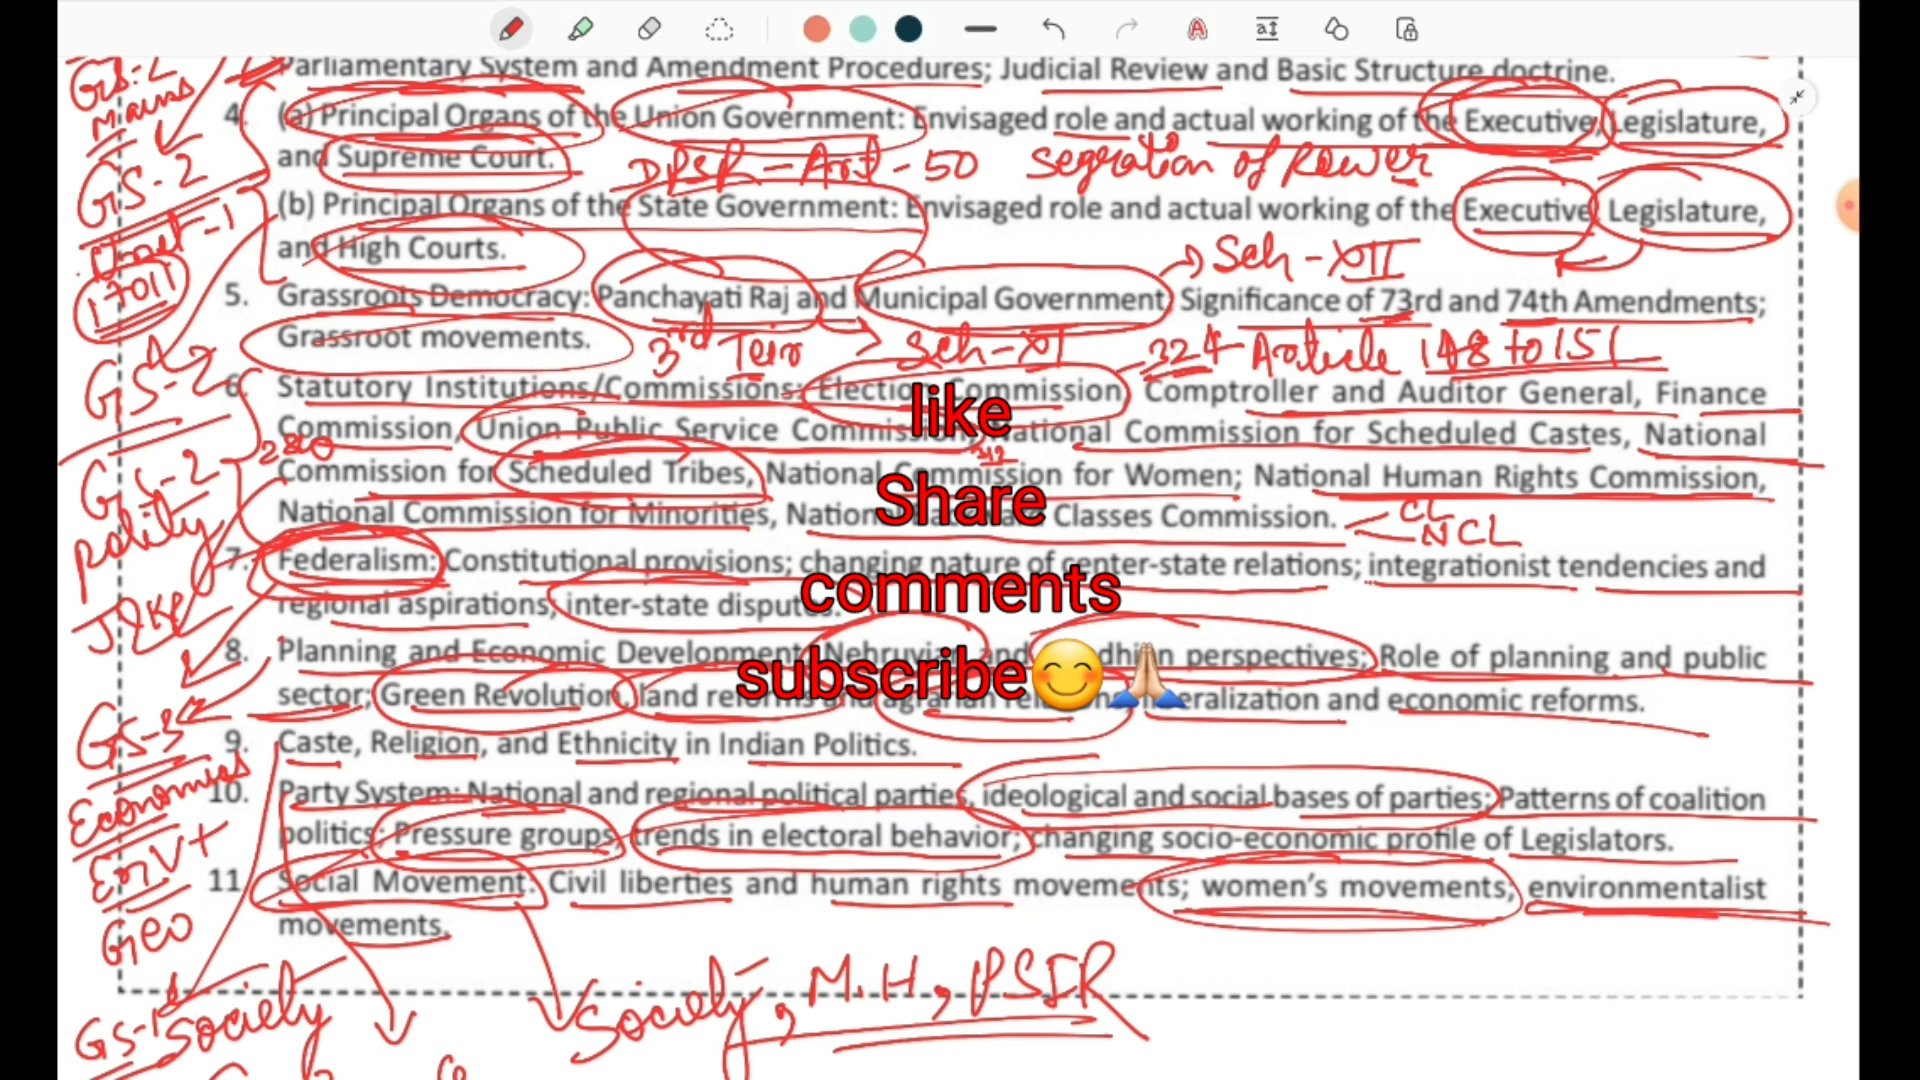 Parliamentary System and Amendment Procedures; Judicial Review and Basic Structure doctrine.
GS-2
Mains
4. (a) Principal Organs of the Union Government: Envisaged role and actual working of the Executive, Legislature,
and Supreme Court.
DPSP - Art - 50 Segration of Power
GS-2
(b) Principal Organs of the State Government: Envisaged role and actual working of the Executive, Legislature,
and High Courts.
Sch-XII
5. Grassroots Democracy: Panchayati Raj and Municipal Government; Significance of 73rd and 74th Amendments;
Grassroot movements.
3rd Teir
Sch-XI
324
Article 148 to 151
GS-2
6. Statutory Institutions/Commissions: Election Commission, Comptroller and Auditor General, Finance
Commission, Union Public Service Commission, National Commission for Scheduled Castes, National
Commission for Scheduled Tribes, National Commission for Women; National Human Rights Commission,
National Commission for Minorities, National Backward Classes Commission.
CL
NCL
280
GS-2
polity
7. Federalism: Constitutional provisions; changing nature of center-state relations; integrationist tendencies and
regional aspirations; inter-state disputes.
8. Planning and Economic Development: Nehruvian and Gandhian perspectives; Role of planning and public
sector; Green Revolution, land reforms and agrarian relations; liberalization and economic reforms.
like
Share
comments
subscribe😊🙏🏻
GS-3
Economics
Env+
Geo
9. Caste, Religion, and Ethnicity in Indian Politics.
10. Party System: National and regional political parties, ideological and social bases of parties; Patterns of coalition
politics; Pressure groups, trends in electoral behavior; changing socio-economic profile of Legislators.
11. Social Movement: Civil liberties and human rights movements; women's movements; environmentalist
movements.
GS-1 Society
Society, M.H, PSIR